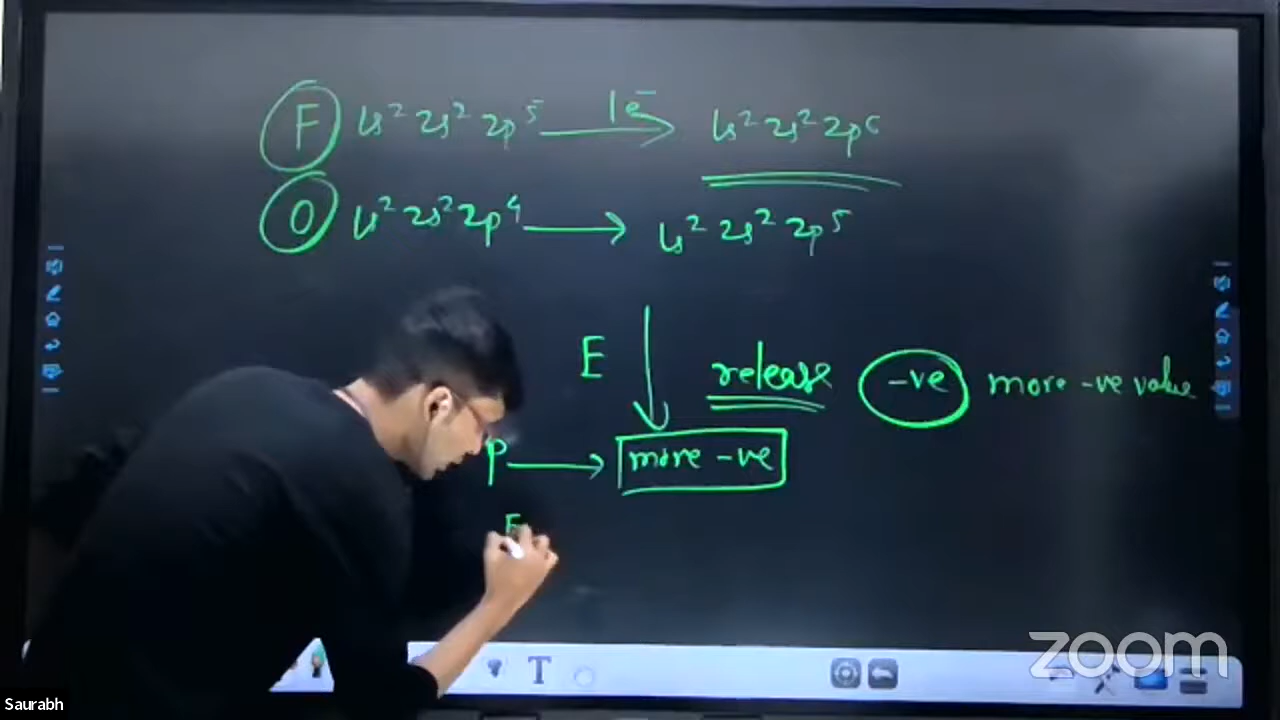 F 1s² 2s² 2p⁵ 1e⁻ → 1s² 2s² 2p⁶
O 1s² 2s² 2p⁴ → 1s² 2s² 2p⁵
E ↓ release -ve more -ve value
P → more -ve
T
zoom
Saurabh